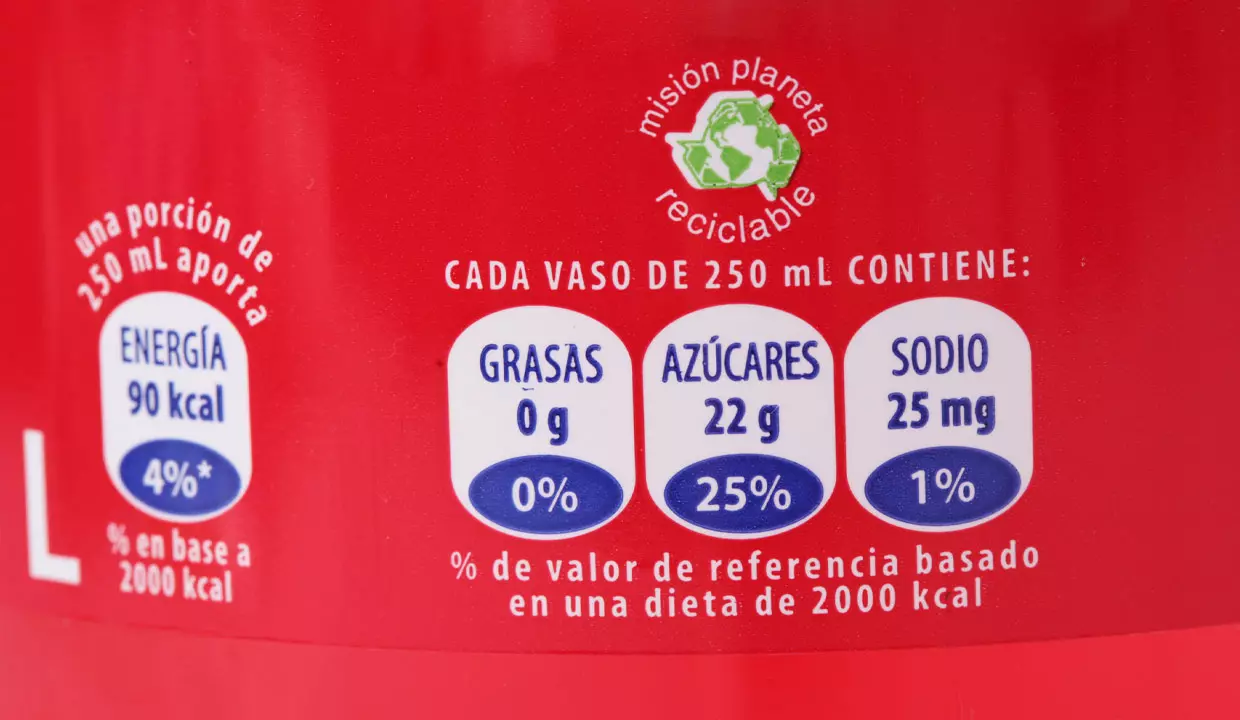 misión planeta
reciclable
una porción de
250 mL aporta
ENERGÍA
90 kcal
4%*
% en base a
2000 kcal
L
CADA VASO DE 250 mL CONTIENE:
GRASAS
0 g
0%
AZÚCARES
22 g
25%
SODIO
25 mg
1%
% de valor de referencia basado
en una dieta de 2000 kcal